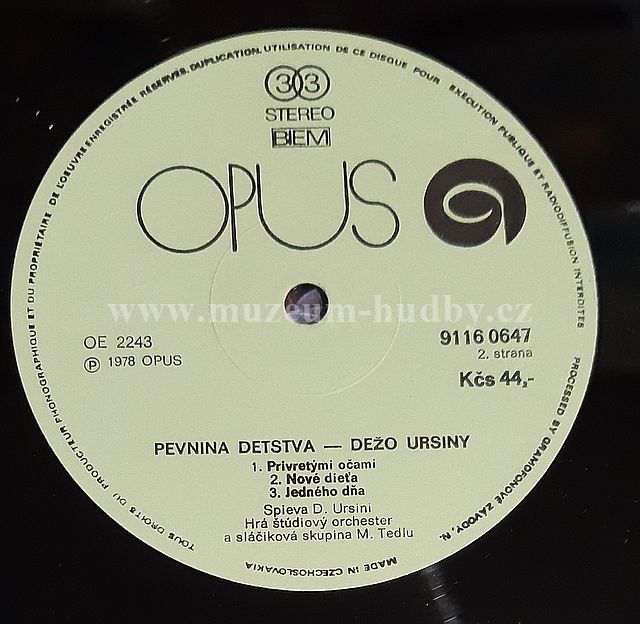 TOUS DROITS DU PRODUCTEUR PHONOGRAPHIQUE ET DU PROPRIÉTAIRE DE L'OEUVRE ENREGISTRÉE RÉSERVÉS. DUPLICATION. UTILISATION DE CE DISQUE POUR EXÉCUTION PUBLIQUE ET RADIODIFFUSION INTERDITES
33
STEREO
BIEM
OPUS
www.muzeum-hudby.cz
OE 2243
Ⓟ 1978 OPUS
9116 0647
2. strana
Kčs 44,-
PEVNINA DETSTVA — DEŽO URSINY
1. Privretými očami
2. Nové dieťa
3. Jedného dňa
Spieva D. Ursini
Hrá štúdiový orchester
a sláčiková skupina M. Tedlu
PROCESSED BY GRAMOFONOVÉ ZÁVODY, N.
MADE IN CZECHOSLOVAKIA